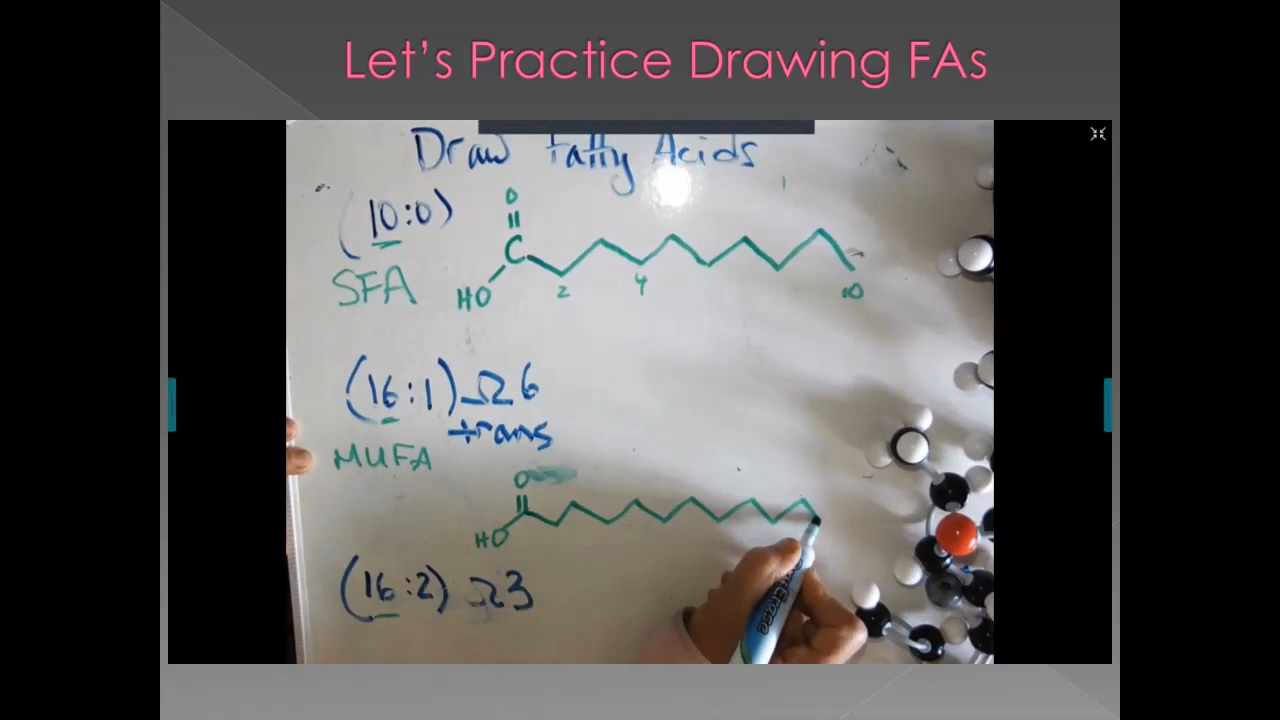 Let's Practice Drawing FAs
Draw Fatty Acids
(10:0)
O
C
HO
2
4
10
SFA
(16:1) Ω6
trans
MUFA
O
HO
(16:2) Ω3